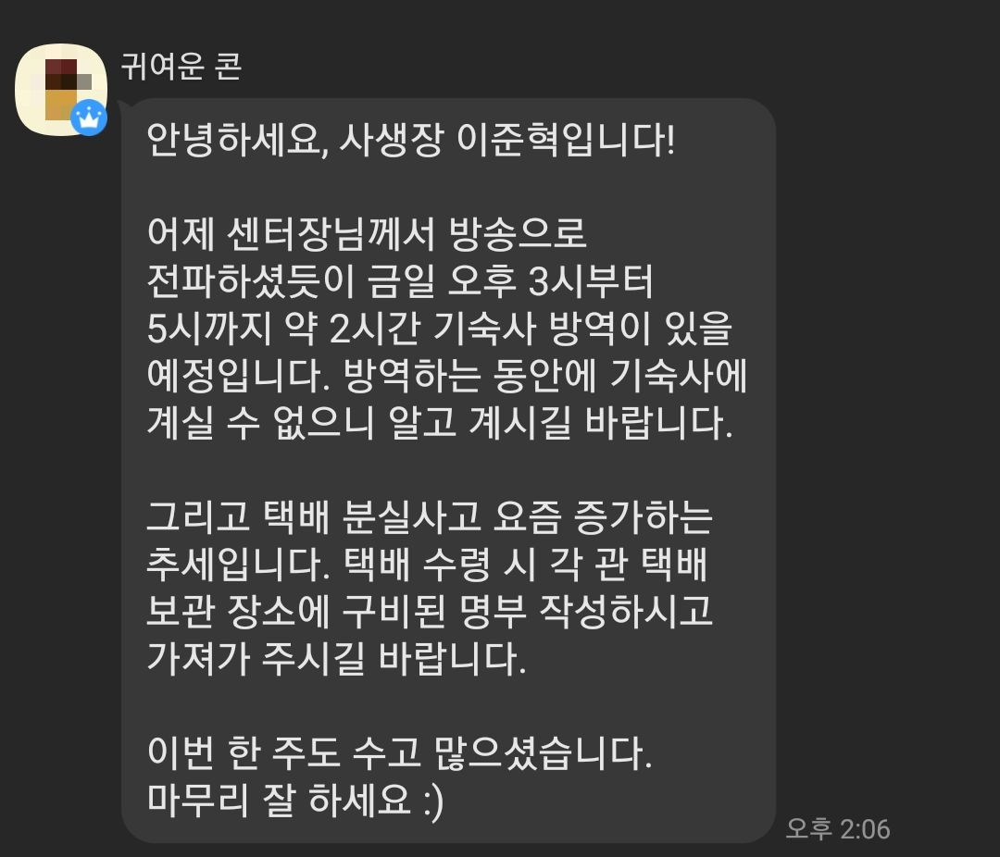 귀여운 콘
안녕하세요, 사생장 이준혁입니다!
어제 센터장님께서 방송으로
전파하셨듯이 금일 오후 3시부터
5시까지 약 2시간 기숙사 방역이 있을
예정입니다. 방역하는 동안에 기숙사에
계실 수 없으니 알고 계시길 바랍니다.
그리고 택배 분실사고 요즘 증가하는
추세입니다. 택배 수령 시 각 관 택배
보관 장소에 구비된 명부 작성하시고
가져가 주시길 바랍니다.
이번 한 주도 수고 많으셨습니다.
마무리 잘 하세요 :)
오후 2:06